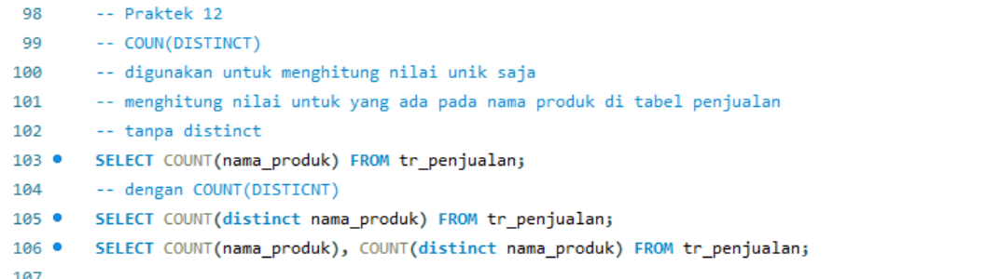 98 -- Praktek 12
99 -- COUN(DISTINCT)
100 -- digunakan untuk menghitung nilai unik saja
101 -- menghitung nilai untuk yang ada pada nama produk di tabel penjualan
102 -- tanpa distinct
103 SELECT COUNT(nama_produk) FROM tr_penjualan;
104 -- dengan COUNT(DISTICNT)
105 SELECT COUNT(distinct nama_produk) FROM tr_penjualan;
106 SELECT COUNT(nama_produk), COUNT(distinct nama_produk) FROM tr_penjualan;
107